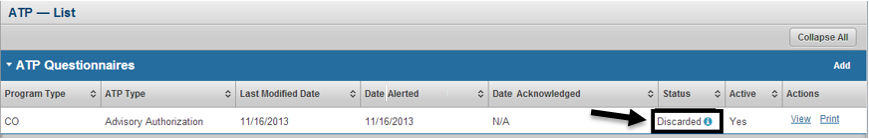 ATP — List
Collapse All
ATP Questionnaires Add
Program Type ATP Type Last Modified Date Date Alerted Date Acknowledged Status Active Actions
CO Advisory Authorization 11/16/2013 11/16/2013 N/A Discarded Yes View Print